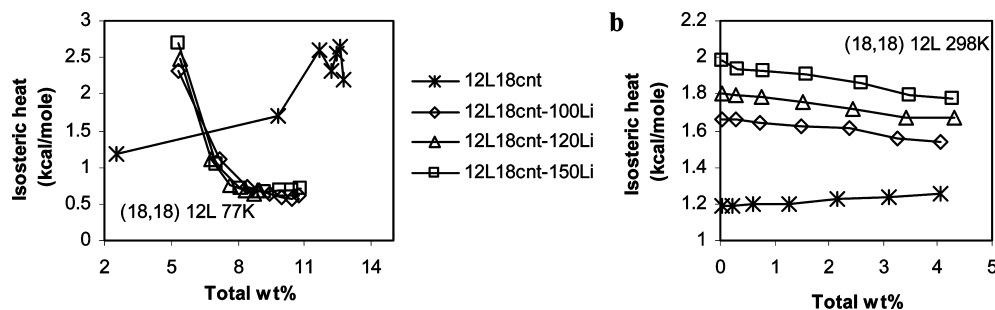 3
2.5
2
1.5
1
0.5
0
Isosteric heat
(kcal/mole)
(18,18) 12L 77K
2 5 8 11 14
Total wt%
12L18cnt
12L18cnt-100Li
12L18cnt-120Li
12L18cnt-150Li
b
2.2
2
1.8
1.6
1.4
1.2
1
Isosteric heat
(kcal/mole)
(18,18) 12L 298K
0 1 2 3 4 5
Total wt%